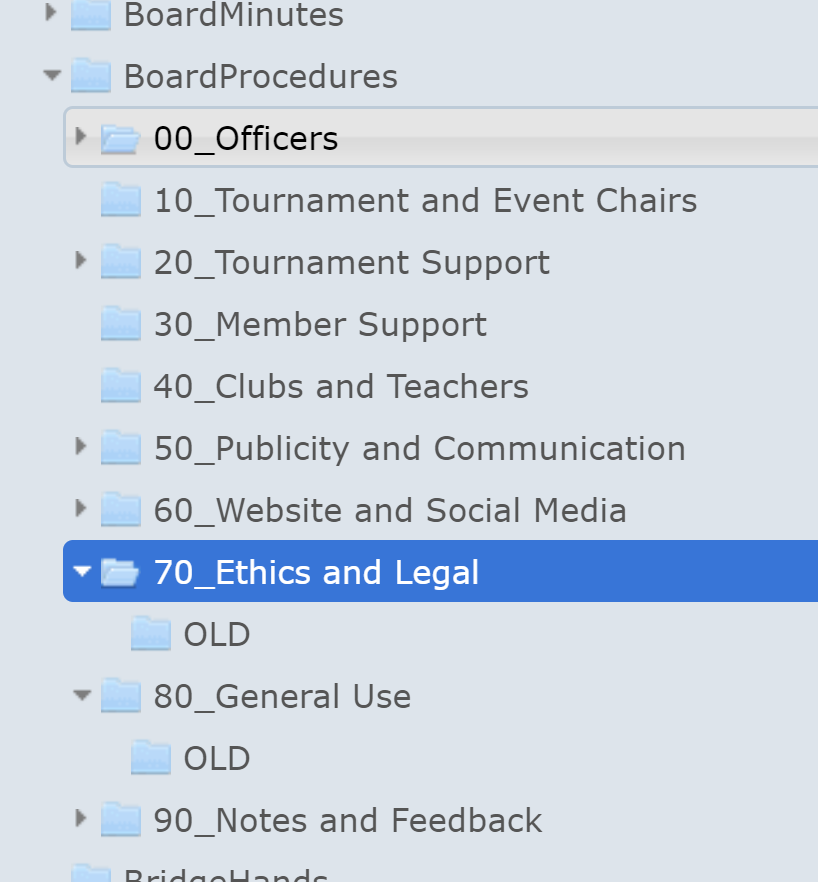 BoardMinutes
BoardProcedures
00_Officers
10_Tournament and Event Chairs
20_Tournament Support
30_Member Support
40_Clubs and Teachers
50_Publicity and Communication
60_Website and Social Media
70_Ethics and Legal
OLD
80_General Use
OLD
90_Notes and Feedback
BridgeHands